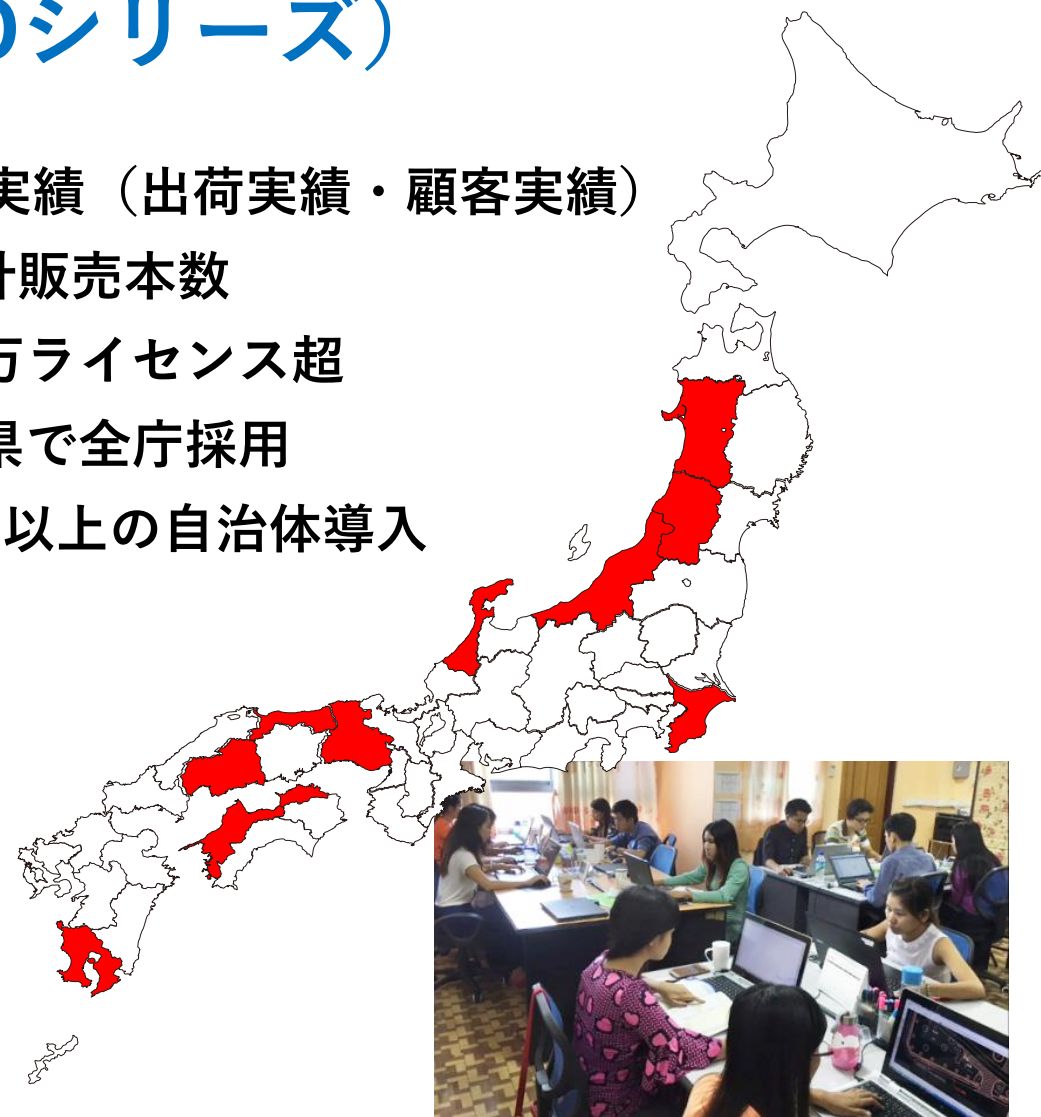 シリーズ）
実績（出荷実績・顧客実績）
販売本数
万ライセンス超
県で全庁採用
以上の自治体導入